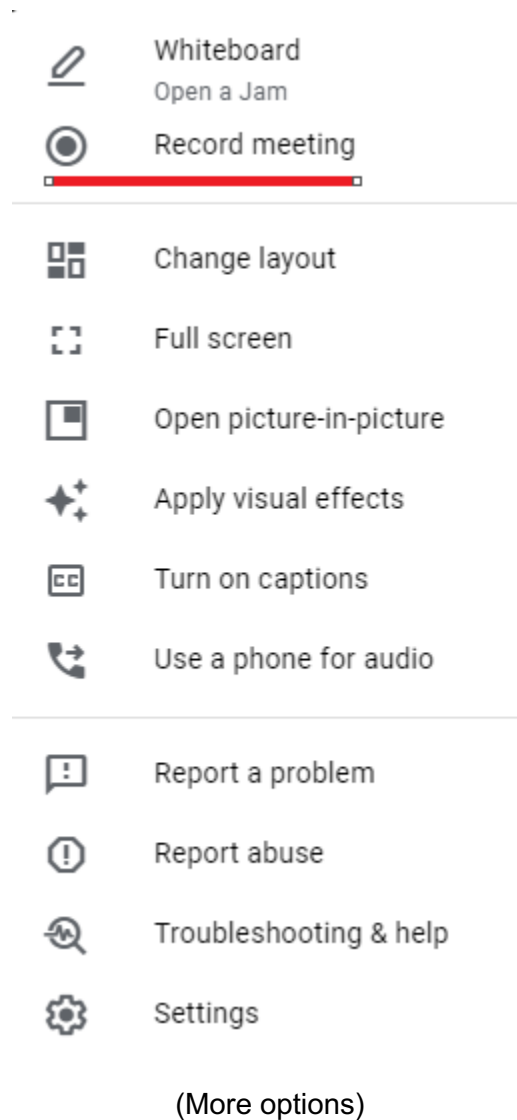 Whiteboard
Open a Jam
Record meeting
Change layout
Full screen
Open picture-in-picture
Apply visual effects
CC
Turn on captions
Use a phone for audio
Report a problem
Report abuse
Troubleshooting & help
Settings
(More options)